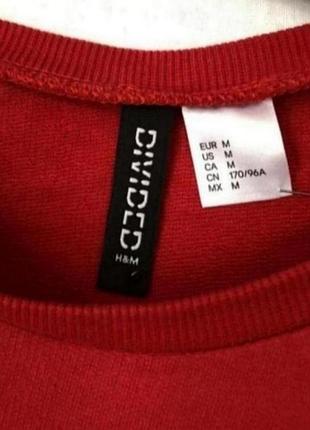 DIVIDED
H&M
EUR M
US M
CA M
CN 170/96A
MX M